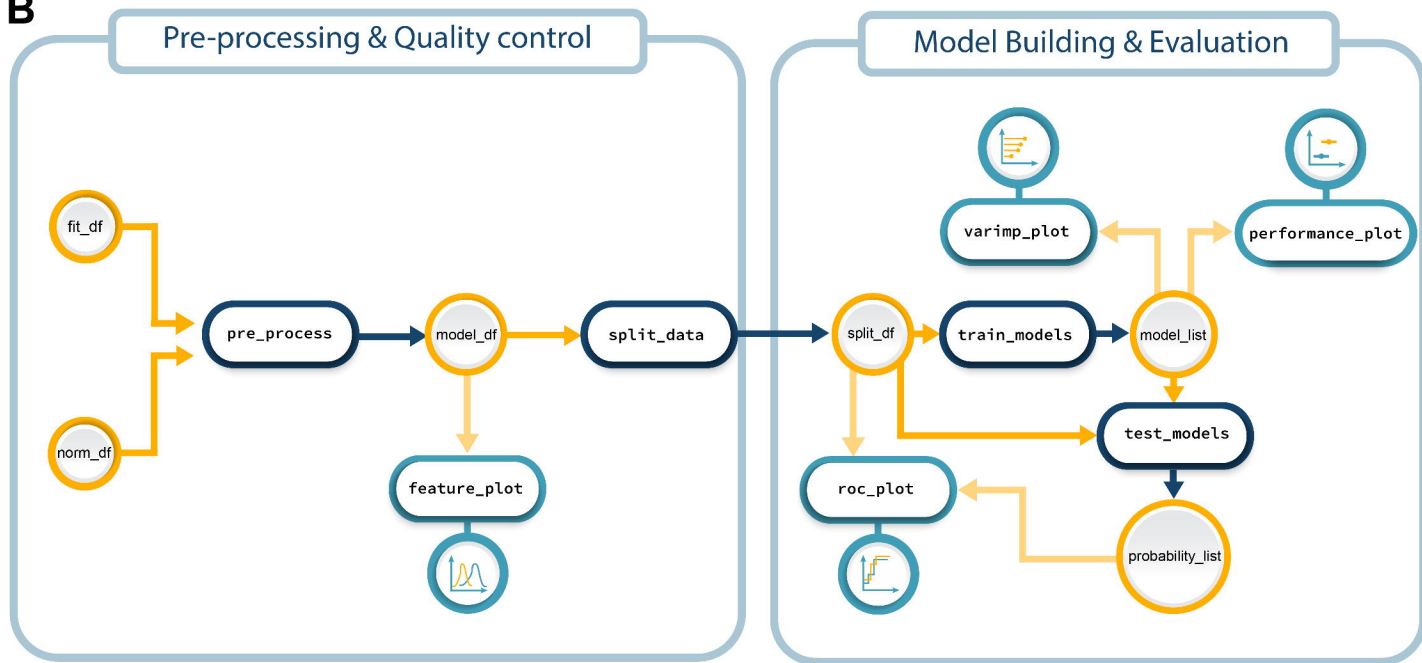 B
Pre-processing & Quality control
fit_df
norm_df
pre_process
model_df
split_data
feature_plot
Model Building & Evaluation
varimp_plot
performance_plot
split_df
train_models
model_list
test_models
roc_plot
probability_list